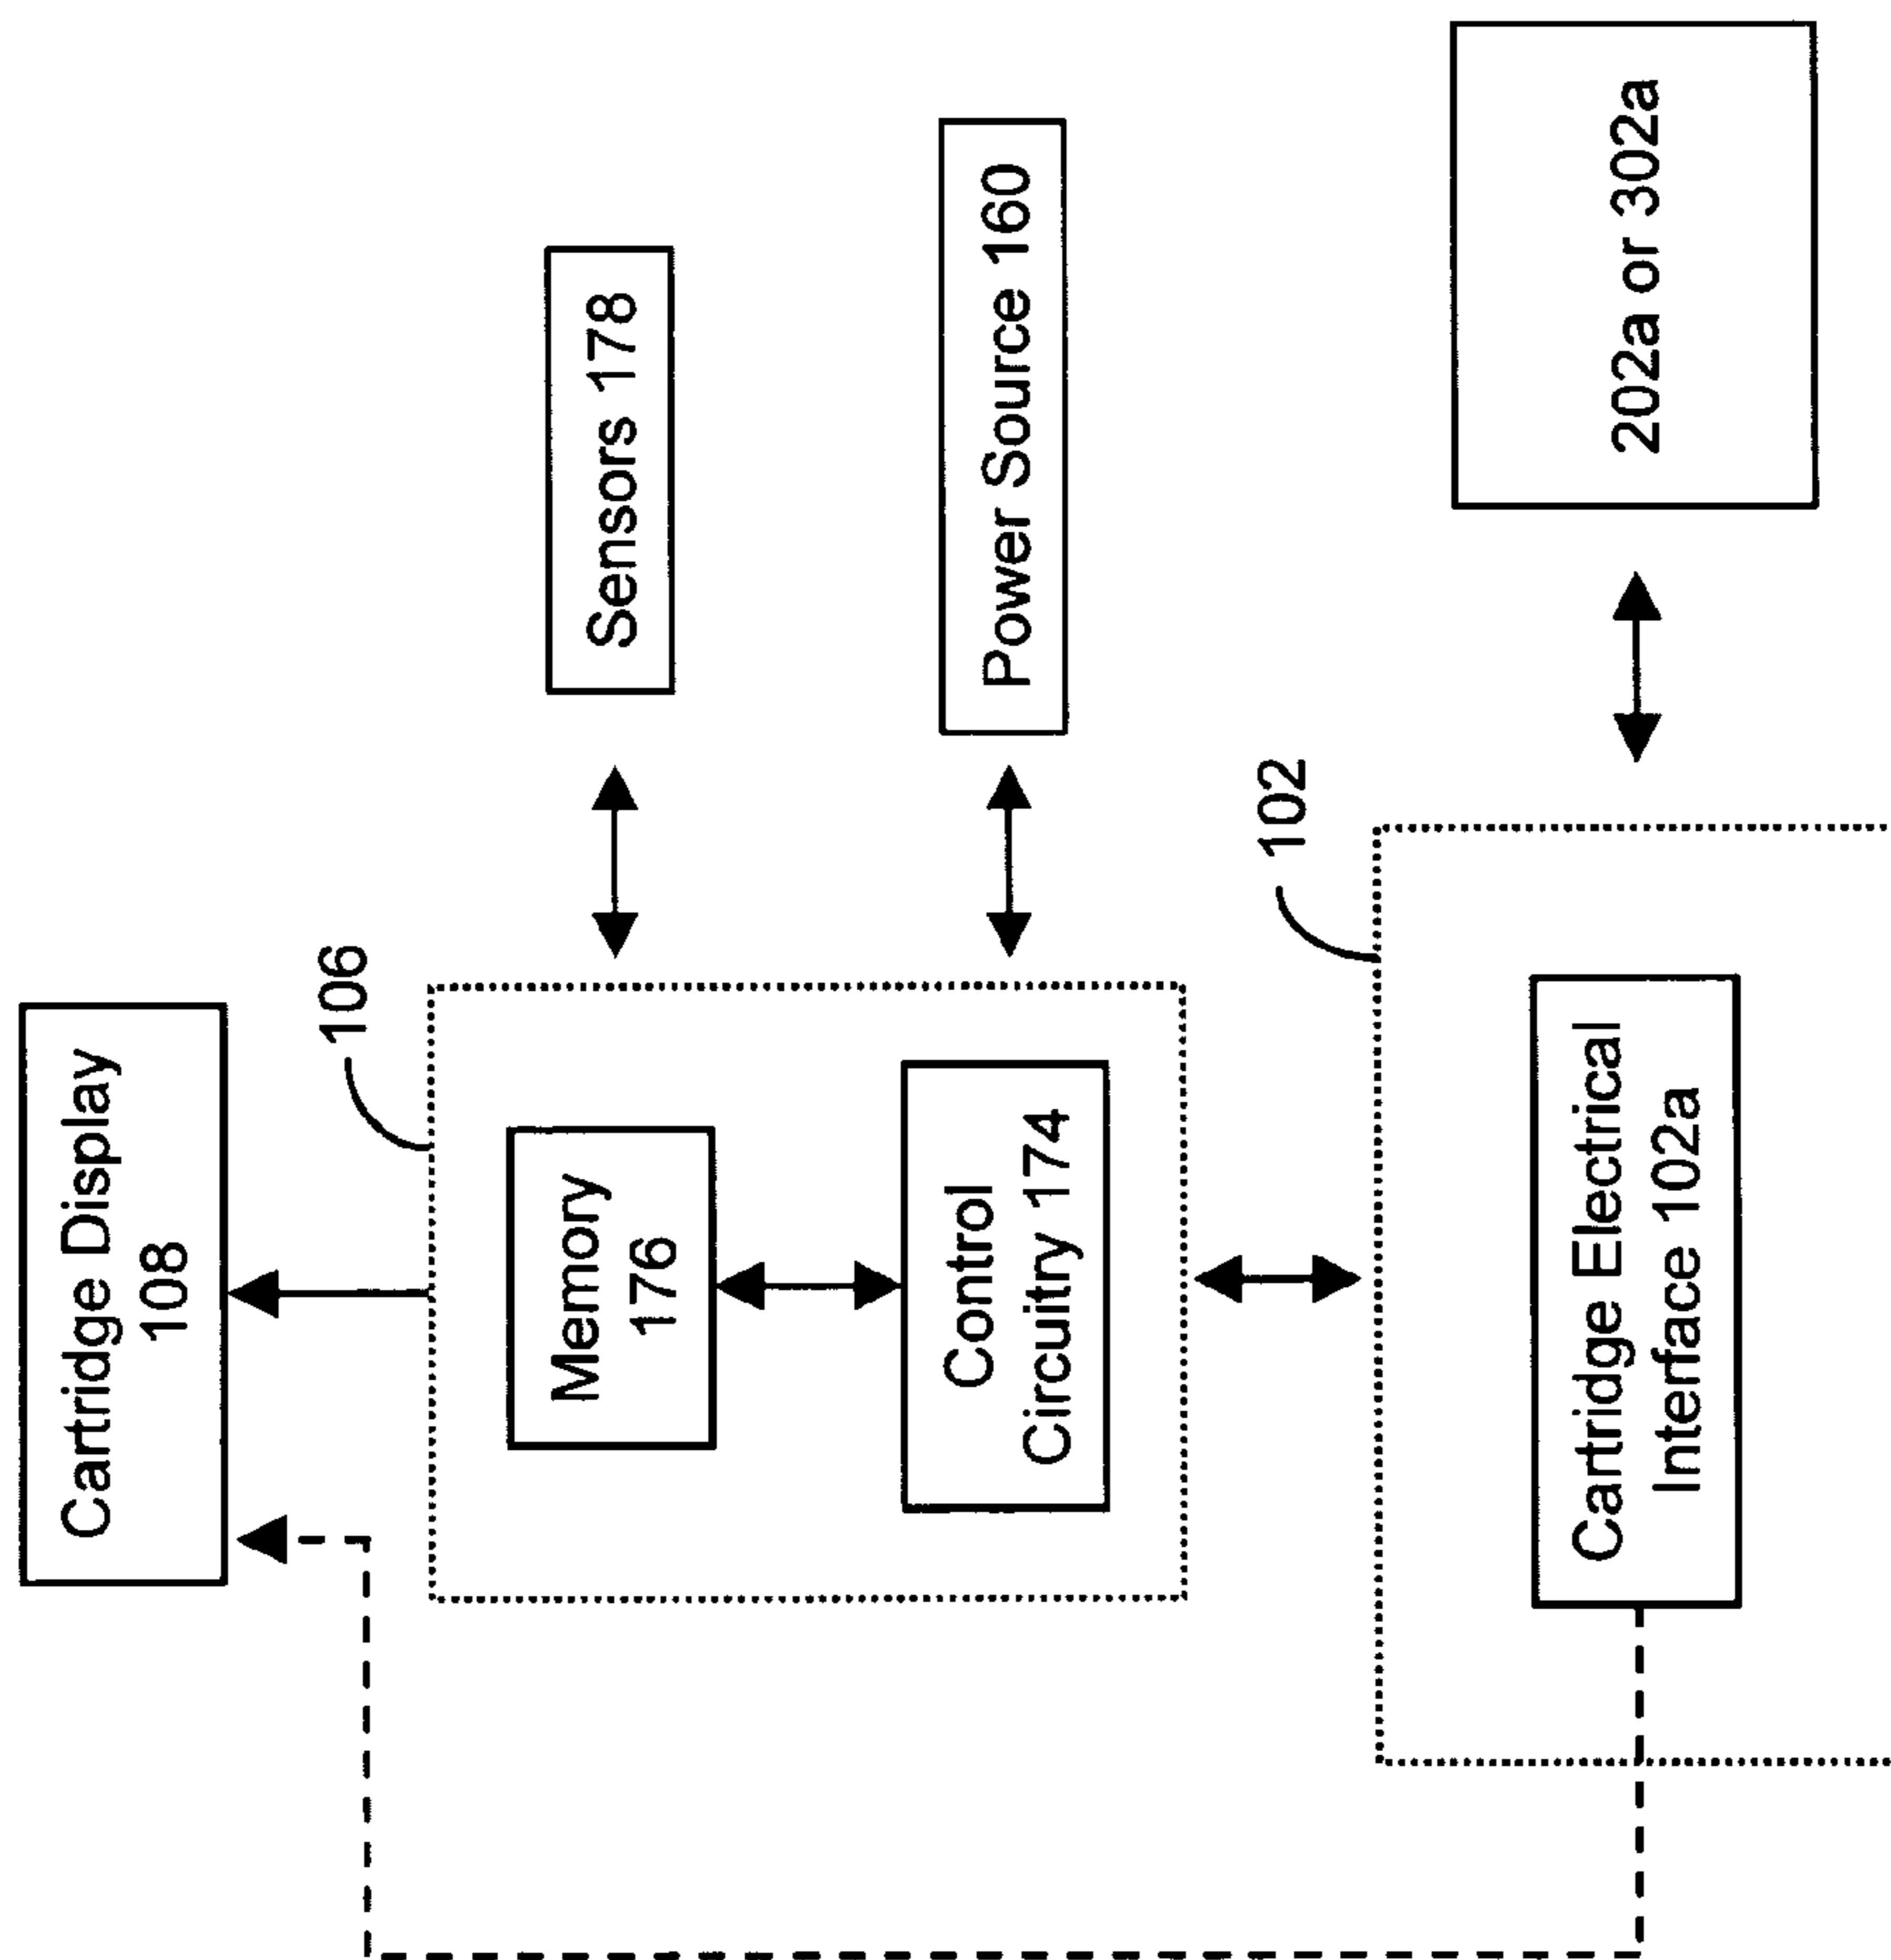 Cartridge Display
108
106
Memory
176
Control
Circuitry 174
Sensors 178
Power Source 160
102
Cartridge Electrical
Interface 102a
202a or 302a